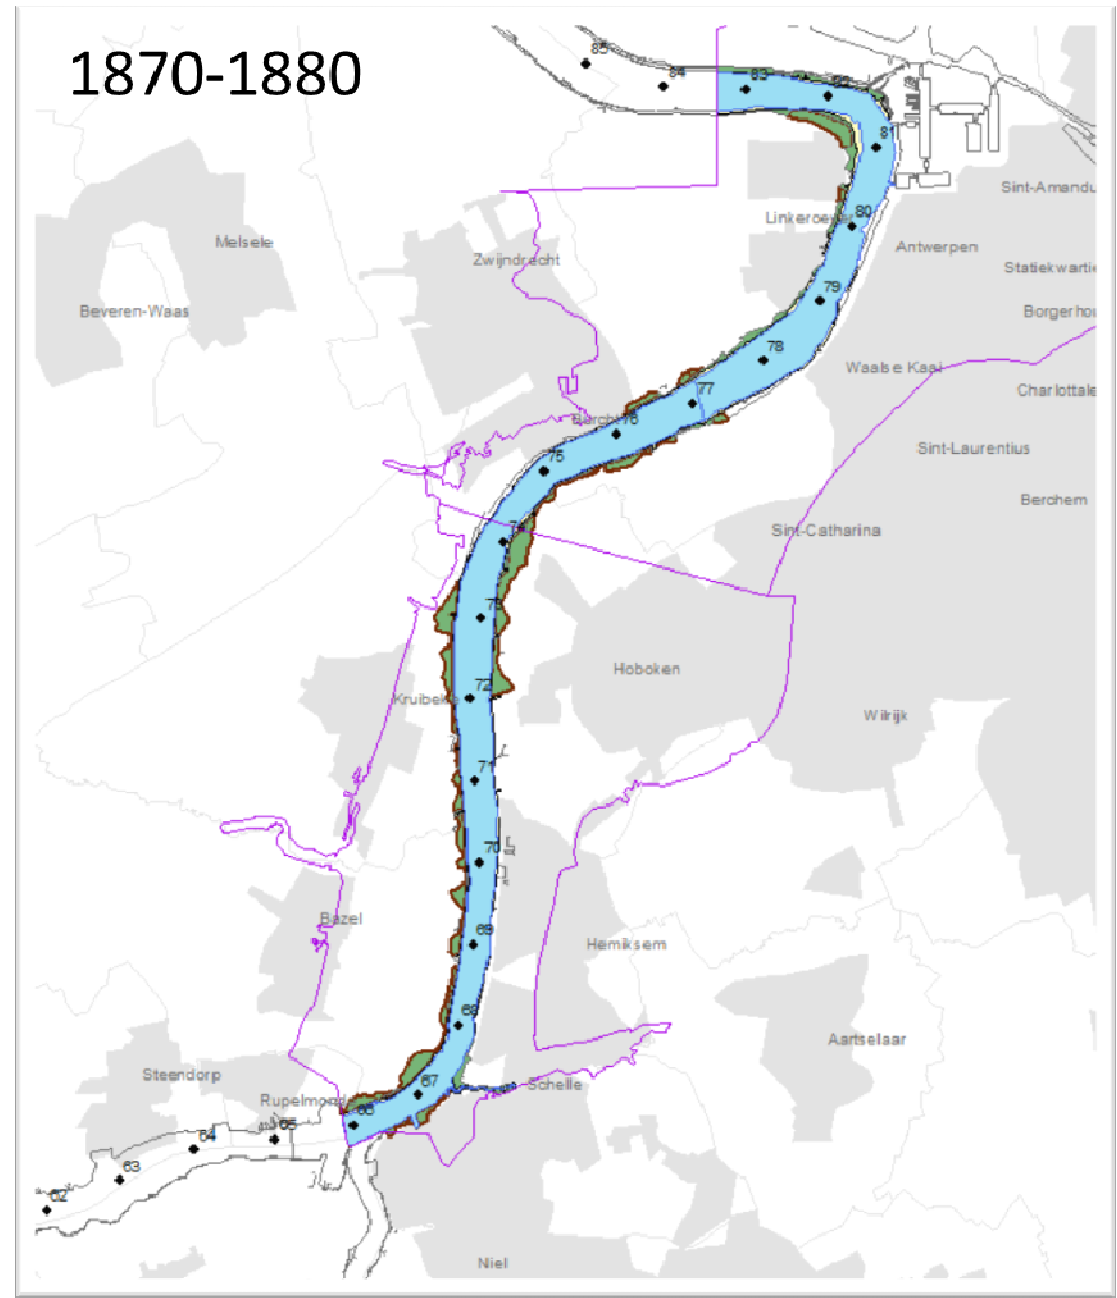 1870-1880
85
84
83
Sint-Amandu
Linkeroever
80
Melsele
Antwerpen
Zwijndrecht
Statiekwartie
79
Beveren-Waas
Borgerhou
78
Waalse Kaai
77
Charlottale
76
Sint-Laurentius
75
Berchem
Sint-Catharina
73
Hoboken
72
Kruibeke
Wilrijk
71
70
Bazel
69
Hemiksem
68
Aartselaar
Steendorp
67
Schelle
Rupelmonde
66
65
64
63
62
Niel